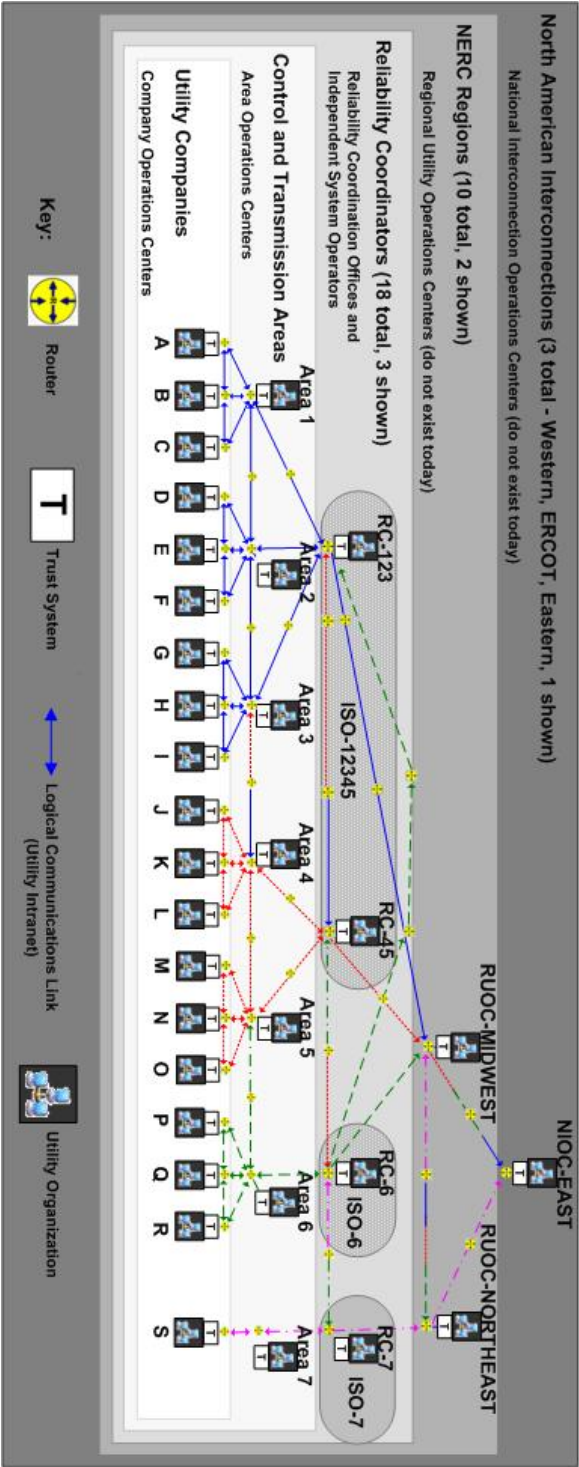 North American Interconnections (3 total - Western, ERCOT, Eastern, 1 shown)
National Interconnection Operations Centers (do not exist today)
NIOC-EAST
NERC Regions (10 total, 2 shown)
Regional Utility Operations Centers (do not exist today)
RUOC-MIDWEST
RUOC-NORTHEAST
Reliability Coordinators (18 total, 3 shown)
Reliability Coordination Offices and
Independent System Operators
RC-123
ISO-12345
RC-45
RC-6
ISO-6
RC-7
ISO-7
Control and Transmission Areas
Area Operations Centers
Area 1
Area 2
Area 3
Area 4
Area 5
Area 6
Area 7
T T T T T T T T T T T T T T
Utility Companies
Company Operations Centers
T T T T T T T T T T T T T T T T T T T
A B C D E F G H I J K L M N O P Q R S
Key:
R
Router
T
Trust System
Logical Communications Link
(Utility Intranet)
Utility Organization